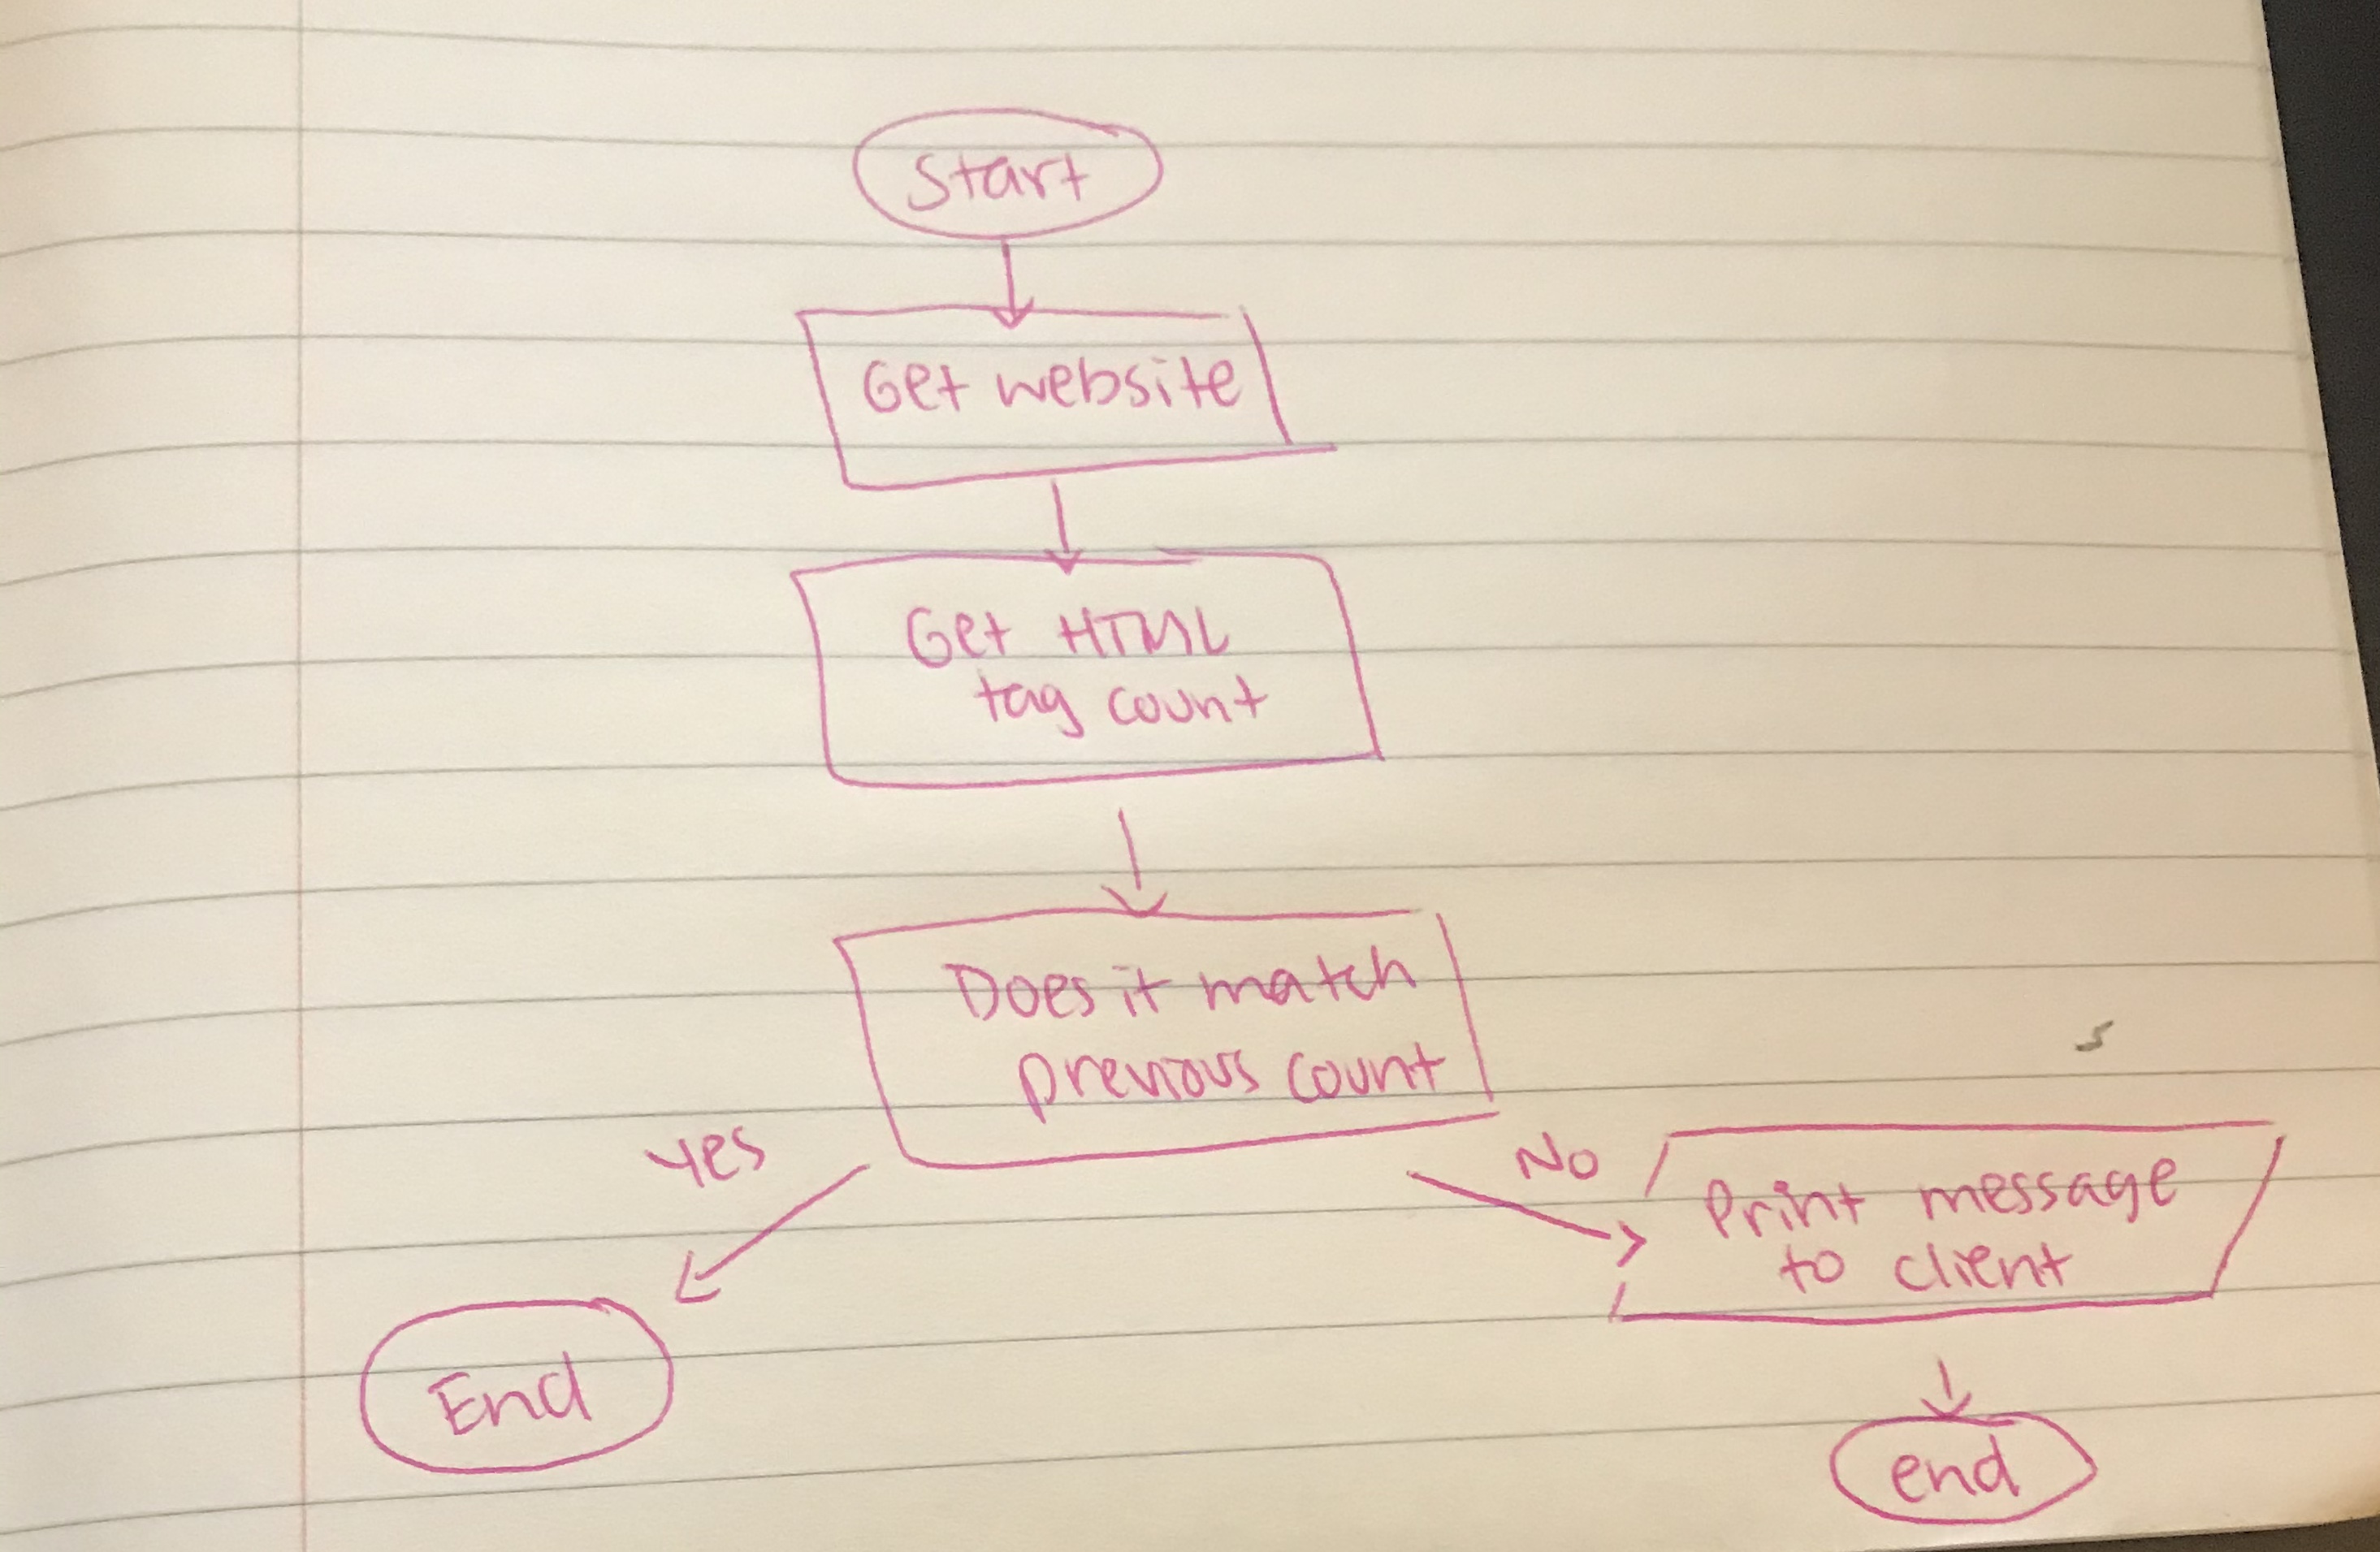 Start
Get website
Get HTML
tag count
Does it match
previous count
Yes
No
Print message
to client
End
end